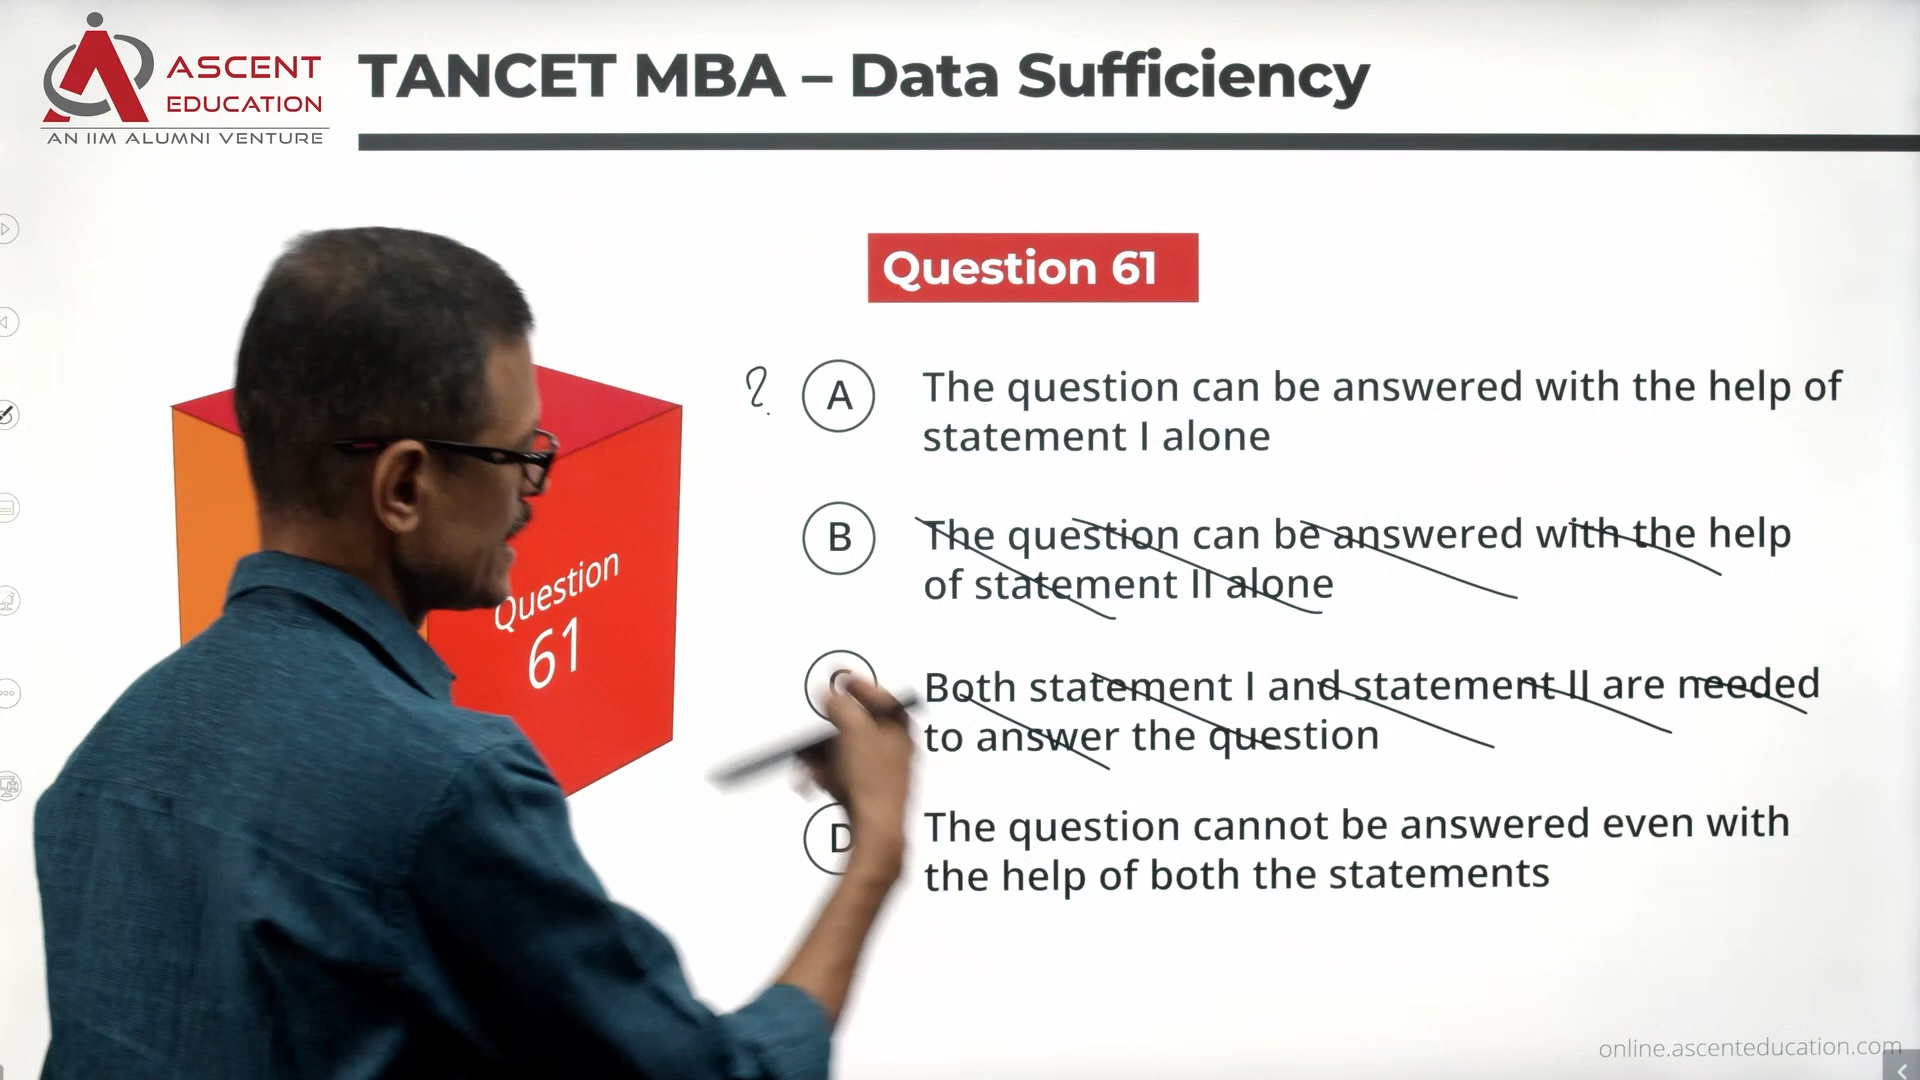 ASCENT
EDUCATION
AN IIM ALUMNI VENTURE
TANCET MBA – Data Sufficiency
Question 61
Question
61
?
A
The question can be answered with the help of
statement I alone
B
The question can be answered with the help
of statement II alone
Both statement I and statement II are needed
to answer the question
D
The question cannot be answered even with
the help of both the statements
online.ascenteducation.com